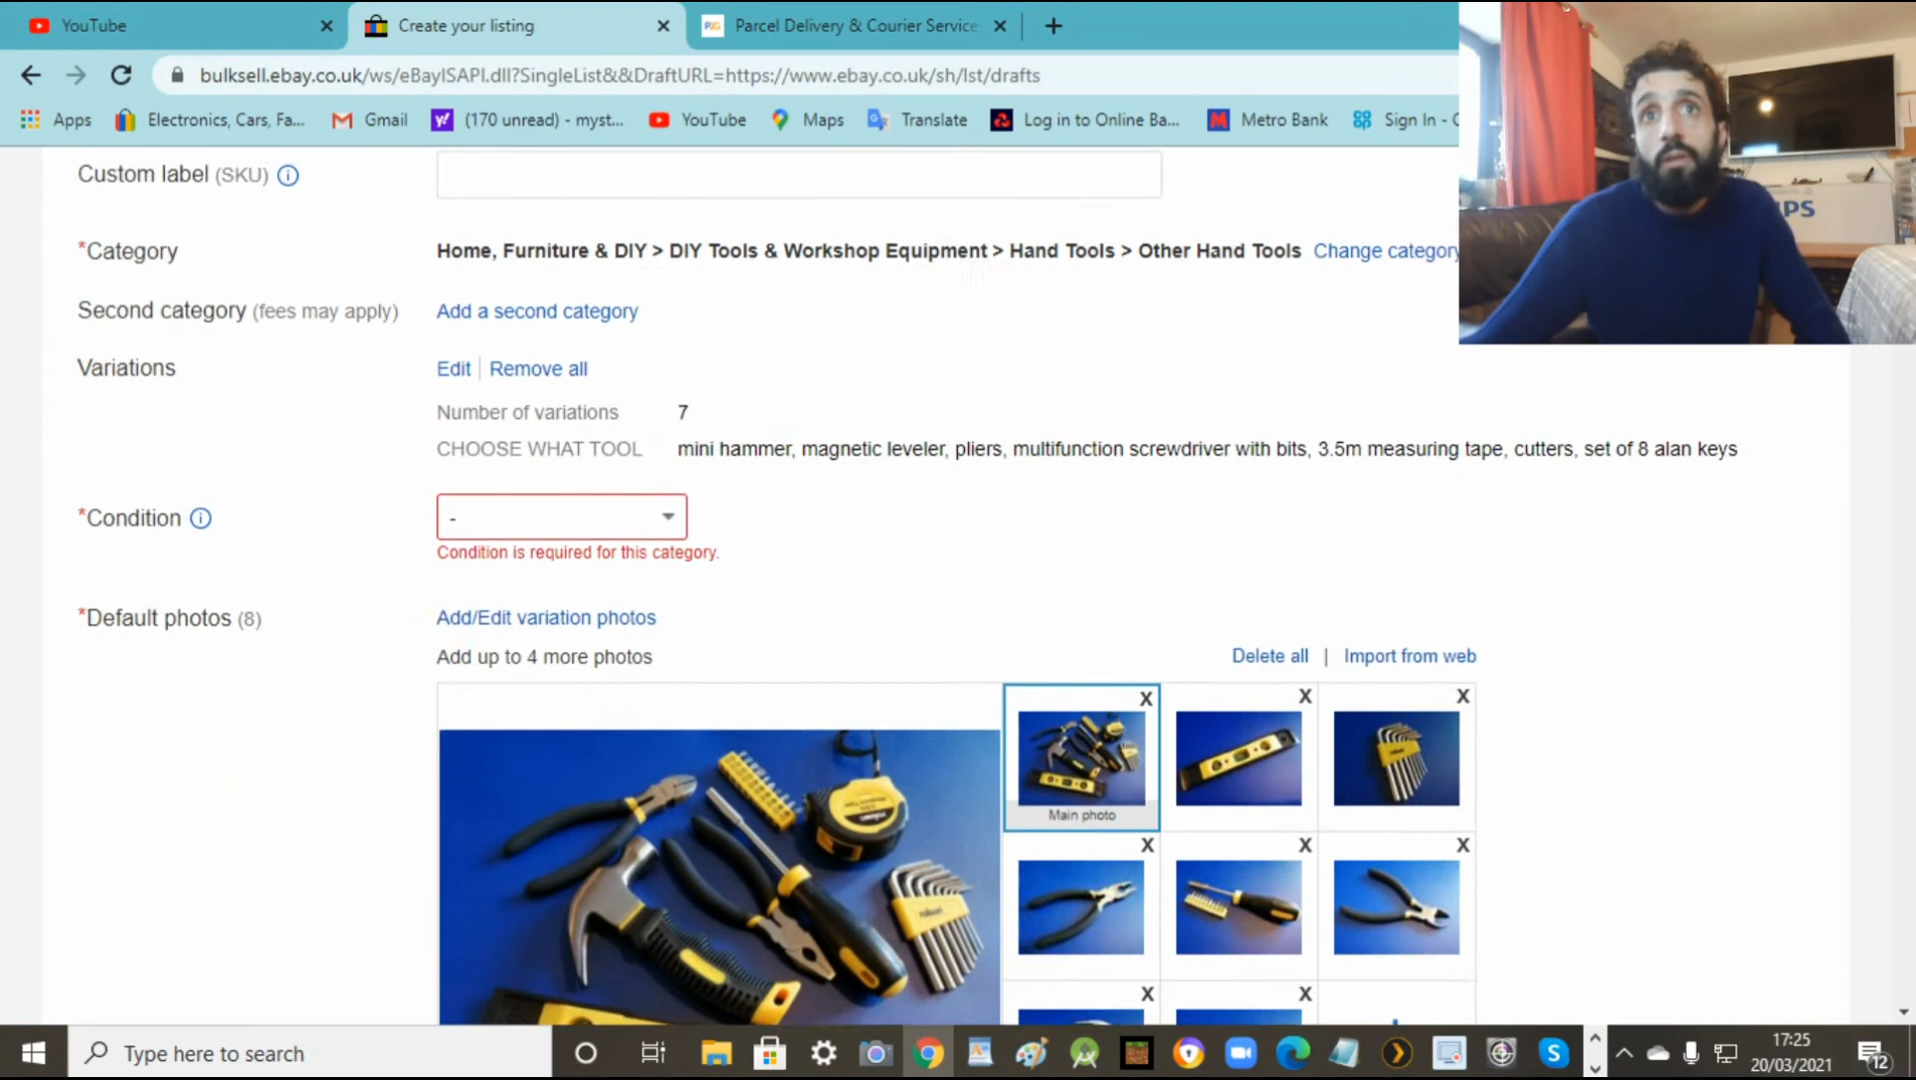 YouTube
Create your listing
Parcel Delivery & Courier Service
bulksell.ebay.co.uk/ws/eBayISAPI.dll?SingleList&&DraftURL=https://www.ebay.co.uk/sh/lst/drafts
Apps
Electronics, Cars, Fa...
Gmail
(170 unread) - myst...
YouTube
Maps
Translate
Log in to Online Ba...
Metro Bank
Sign In -
Custom label (SKU)
*Category
Home, Furniture & DIY > DIY Tools & Workshop Equipment > Hand Tools > Other Hand Tools
Change category
Second category (fees may apply)
Add a second category
Variations
Edit | Remove all
Number of variations 7
CHOOSE WHAT TOOL mini hammer, magnetic leveler, pliers, multifunction screwdriver with bits, 3.5m measuring tape, cutters, set of 8 alan keys
*Condition
-
Condition is required for this category.
*Default photos (8)
Add/Edit variation photos
Add up to 4 more photos
Delete all | Import from web
X
X
X
Main photo
X
X
X
X
X
Type here to search
17:25
20/03/2021
12